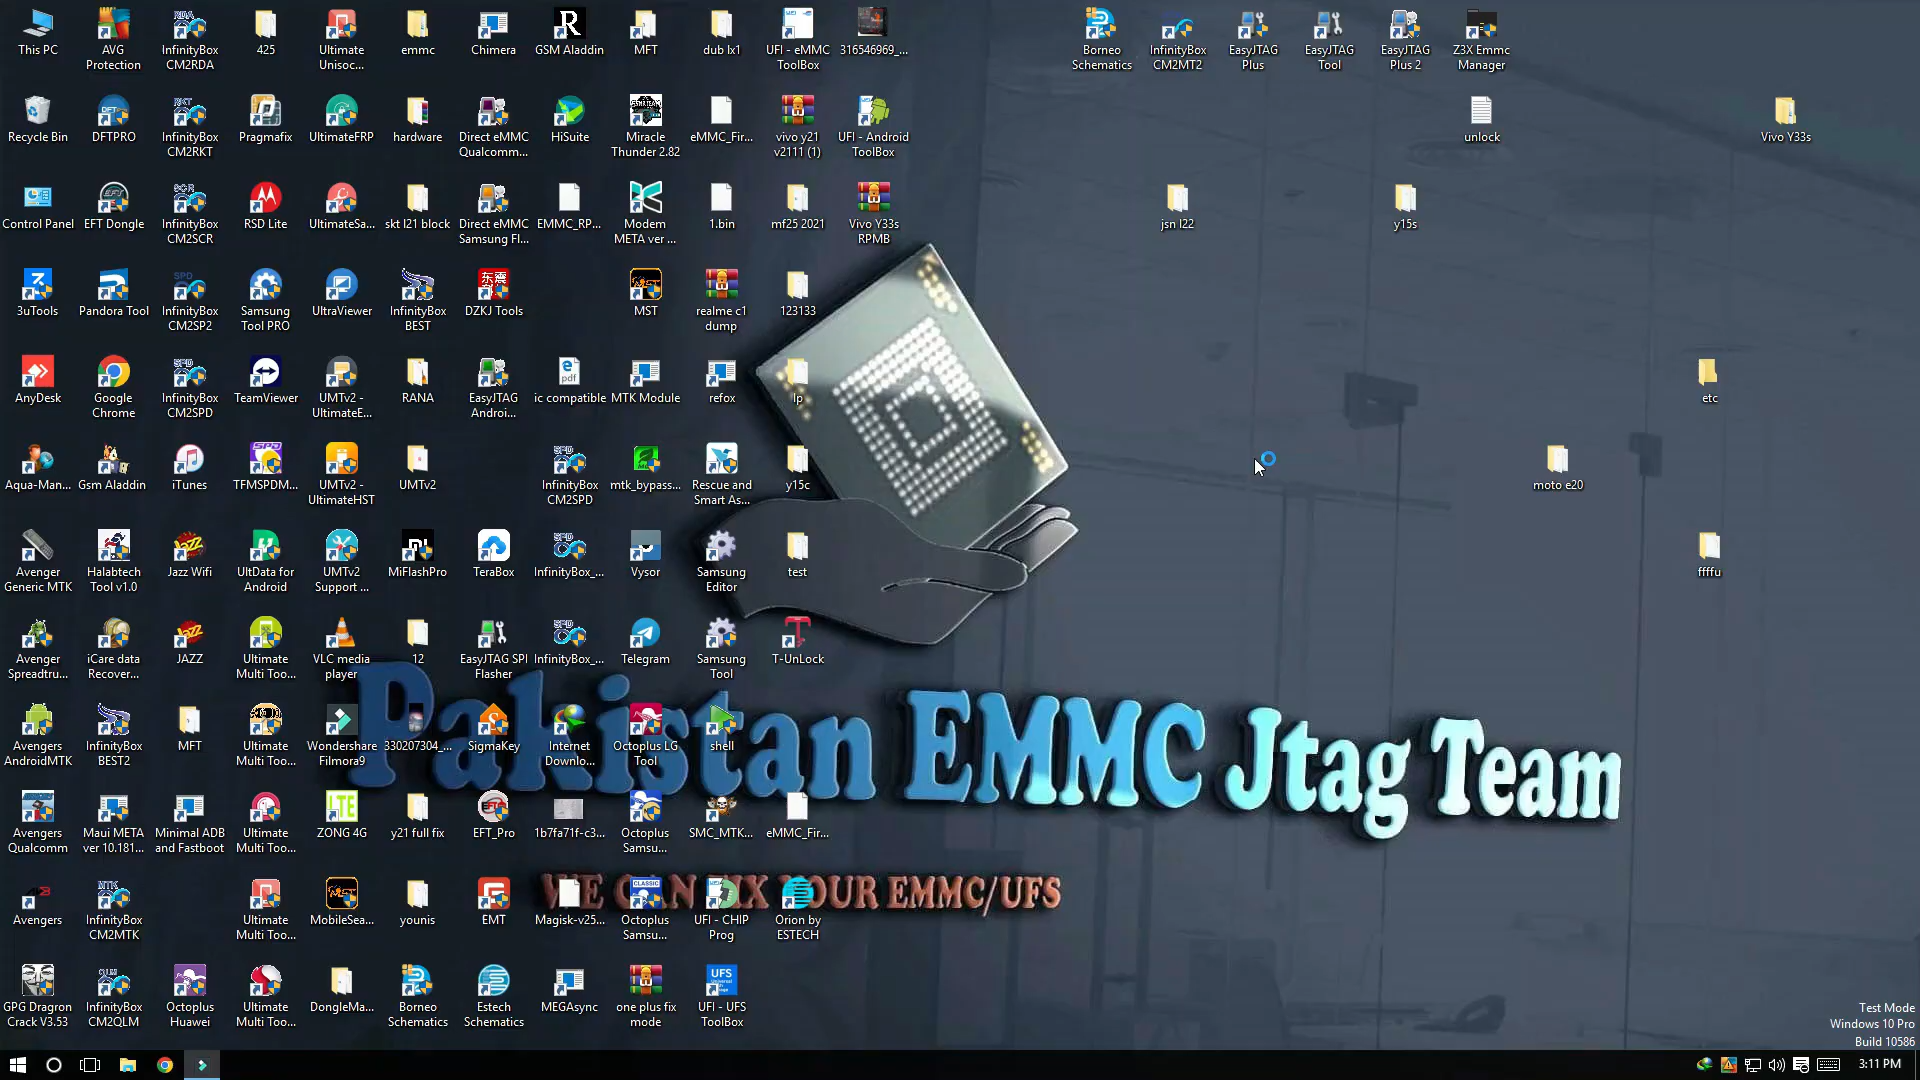 This PC
AVG
Protection
InfinityBox
CM2RDA
425
Ultimate
Unisoc...
emmc
Chimera
GSM Aladdin
MFT
dub lx1
UFI - eMMC
ToolBox
316546969_...
Borneo
Schematics
InfinityBox
CM2MT2
EasyJTAG
Plus
EasyJTAG
Tool
EasyJTAG
Plus 2
Z3X Emmc
Manager
Recycle Bin
DFTPRO
InfinityBox
CM2RKT
Pragmafix
UltimateFRP
hardware
Direct eMMC
Qualcomm...
HiSuite
Miracle
Thunder 2.82
eMMC_Fir...
vivo y21
v2111 (1)
UFI - Android
ToolBox
unlock
Vivo Y33s
Control Panel
EFT Dongle
InfinityBox
CM2SCR
RSD Lite
UltimateSa...
skt l21 block
Direct eMMC
Samsung Fl...
EMMC_RP...
Modem
META ver ...
1.bin
mf25 2021
Vivo Y33s
RPMB
jsn l22
y15s
3uTools
Pandora Tool
InfinityBox
CM2SP2
Samsung
Tool PRO
UltraViewer
InfinityBox
BEST
DZKJ Tools
MST
realme c1
dump
123133
AnyDesk
Google
Chrome
InfinityBox
CM2SPD
TeamViewer
UMTv2 -
UltimateE...
RANA
EasyJTAG
Androi...
ic compatible
MTK Module
refox
lp
etc
Aqua-Man...
Gsm Aladdin
iTunes
TFMSPDM...
UMTv2 -
UltimateHST
UMTv2
InfinityBox
CM2SPD
mtk_bypass...
Rescue and
Smart As...
y15c
moto e20
Avenger
Generic MTK
Halabtech
Tool v1.0
Jazz Wifi
UltData for
Android
UMTv2
Support ...
MiFlashPro
TeraBox
InfinityBox_...
Vysor
Samsung
Editor
test
ffffu
Avenger
Spreadtru...
iCare data
Recover...
JAZZ
Ultimate
Multi Too...
VLC media
player
12
EasyJTAG SPI
Flasher
InfinityBox_...
Telegram
Samsung
Tool
T-UnLock
Avengers
AndroidMTK
InfinityBox
BEST2
MFT
Ultimate
Multi Too...
Wondershare
Filmora9
330207304_...
SigmaKey
Internet
Downlo...
Octoplus LG
Tool
shell
Pakistan EMMC Jtag Team
Avengers
Qualcomm
Maui META
ver 10.181...
Minimal ADB
and Fastboot
Ultimate
Multi Too...
ZONG 4G
y21 full fix
EFT_Pro
1b7fa71f-c3...
Octoplus
Samsu...
SMC_MTK...
eMMC_Fir...
WE CAN FIX YOUR EMMC/UFS
Avengers
InfinityBox
CM2MTK
Ultimate
Multi Too...
MobileSea...
younis
EMT
Magisk-v25...
Octoplus
Samsu...
UFI - CHIP
Prog
Orion by
ESTECH
GPG Dragron
Crack V3.53
InfinityBox
CM2QLM
Octoplus
Huawei
Ultimate
Multi Too...
DongleMa...
Borneo
Schematics
Estech
Schematics
MEGAsync
one plus fix
mode
UFI - UFS
ToolBox
Test Mode
Windows 10 Pro
Build 10586
3:11 PM